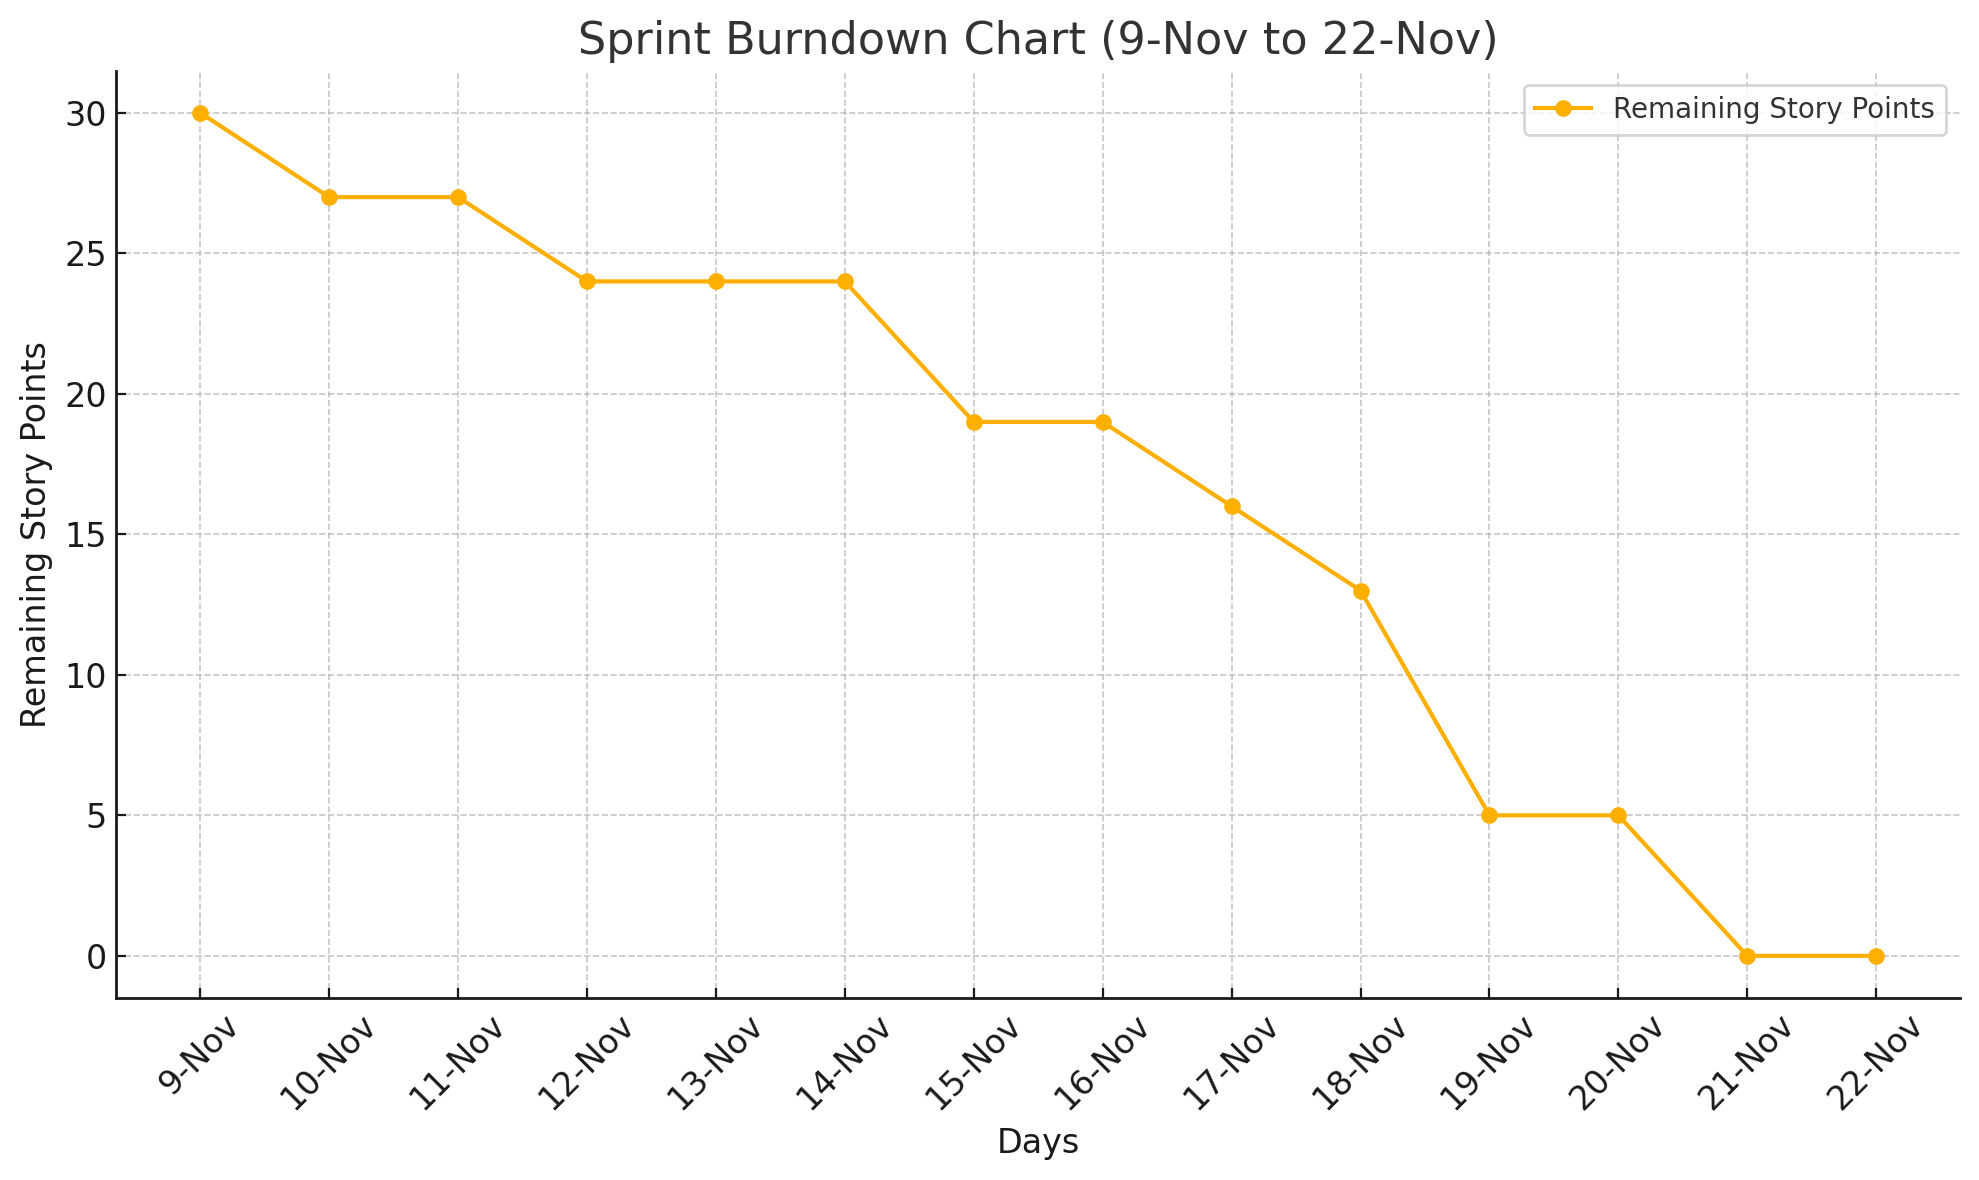 Sprint Burndown Chart (9-Nov to 22-Nov)
Remaining Story Points
30
25
20
15
10
5
0
Remaining Story Points
9-Nov
10-Nov
11-Nov
12-Nov
13-Nov
14-Nov
15-Nov
16-Nov
17-Nov
18-Nov
19-Nov
20-Nov
21-Nov
22-Nov
Days